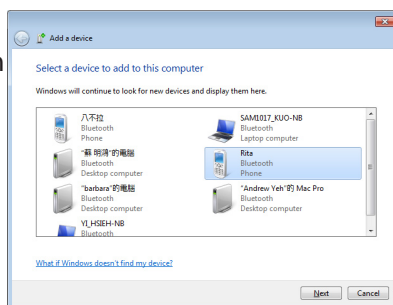 Add a device
Select a device to add to this computer
Windows will continue to look for new devices and display them here.
八不拉
Bluetooth
Phone
SAM1017_KUO-NB
Bluetooth
Laptop computer
"蘇 明鴻"的電腦
Bluetooth
Desktop computer
Rita
Bluetooth
Phone
"barbara"的電腦
Bluetooth
Desktop computer
"Andrew Yeh"的 Mac Pro
Bluetooth
Desktop computer
YI_HSIEH-NB
Bluetooth
What if Windows doesn't find my device?
Next
Cancel